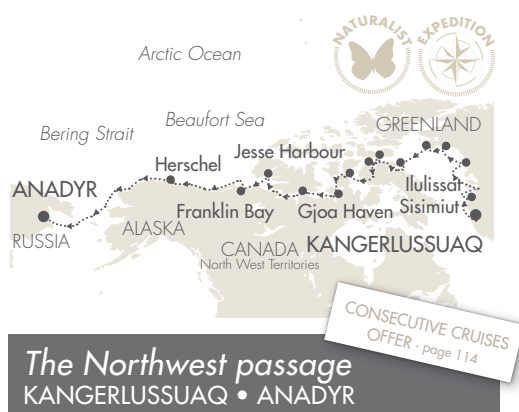 NATURALIST
EXPEDITION
Arctic Ocean
Beaufort Sea
Bering Strait
GREENLAND
Jesse Harbour
Herschel
ANADYR
Ilulissat
Franklin Bay
Gjoa Haven
Sisimiut
ALASKA
RUSSIA
CANADA
KANGERLUSSUAQ
North West Territories
CONSECUTIVE CRUISES
OFFER - page 114
The Northwest passage
KANGERLUSSUAQ • ANADYR